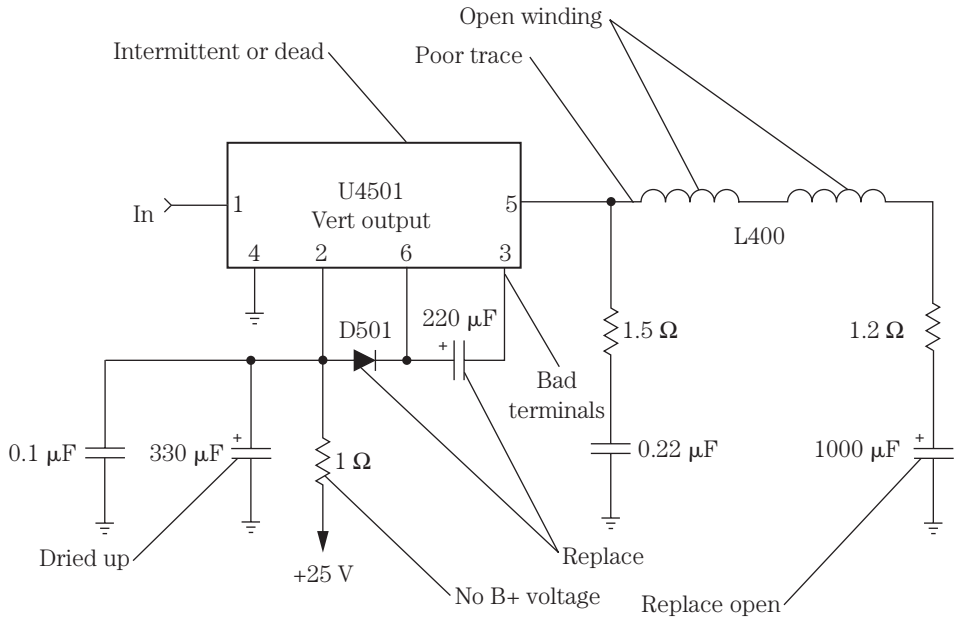 Open winding
Intermittent or dead
Poor trace
U4501
Vert output
In
1
5
4
2
6
3
L400
D501
220 μF
+
1.5 Ω
1.2 Ω
Bad
terminals
0.1 μF
330 μF
+
1 Ω
0.22 μF
1000 μF
+
Dried up
+25 V
Replace
No B+ voltage
Replace open